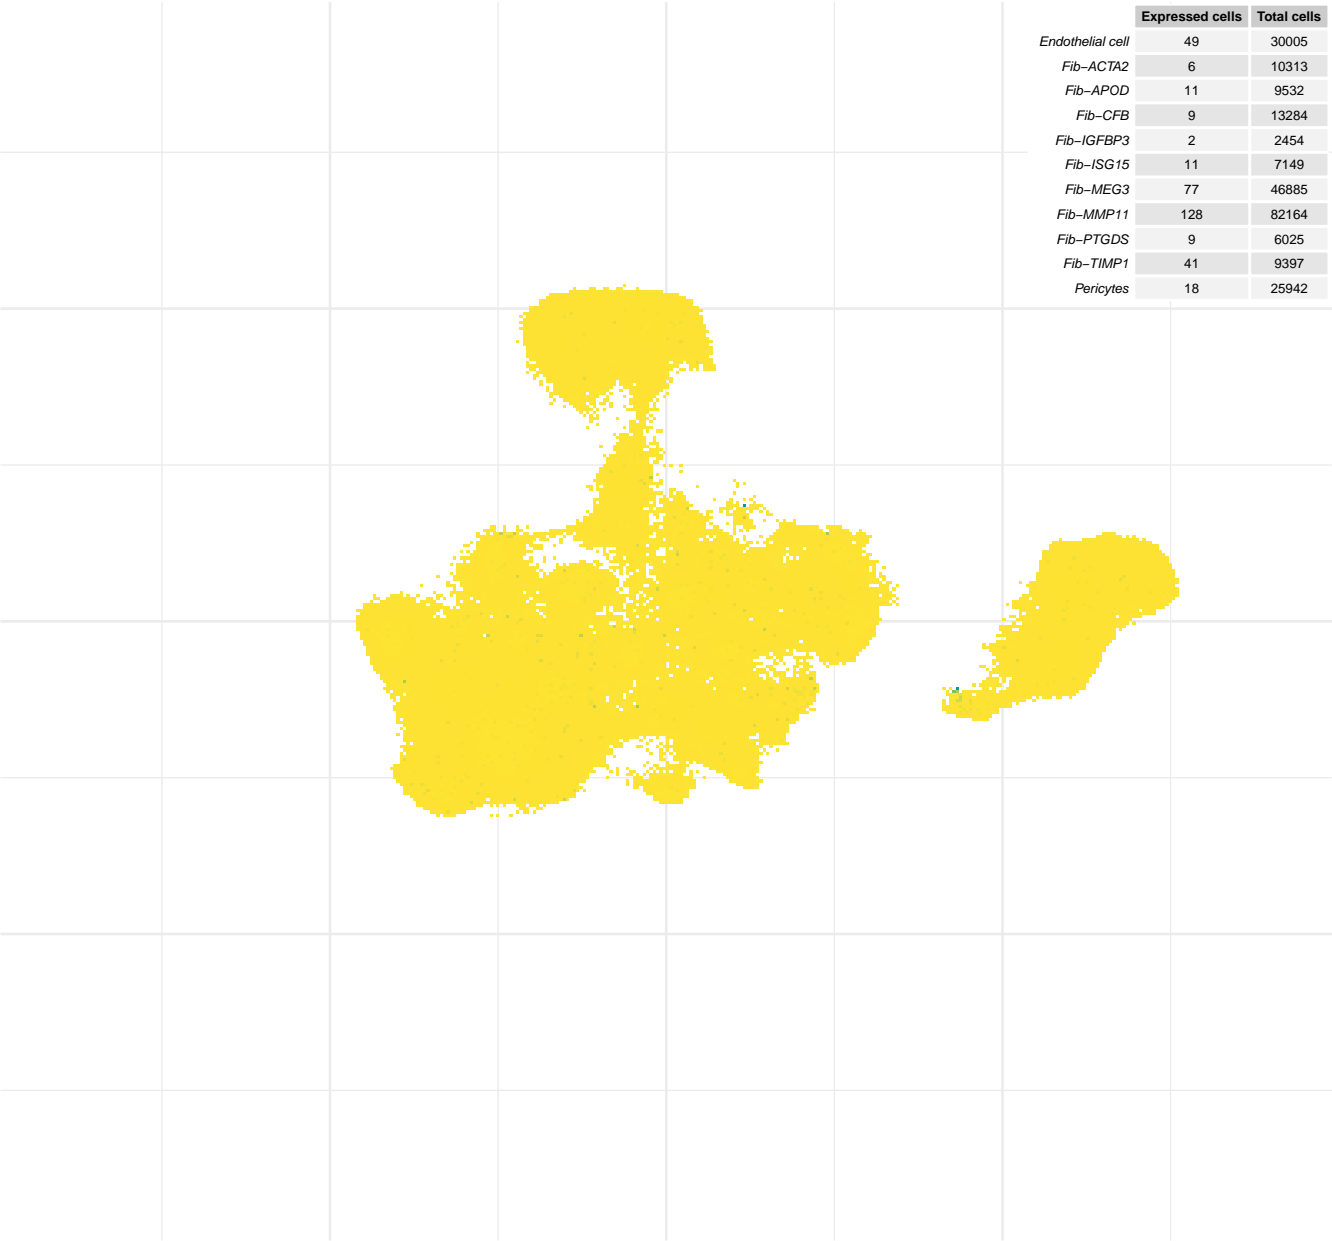 Expressed cells Total cells
Endothelial cell 49 30005
Fib−ACTA2 6 10313
Fib−APOD 11 9532
Fib−CFB 9 13284
Fib−IGFBP3 2 2454
Fib−ISG15 11 7149
Fib−MEG3 77 46885
Fib−MMP11 128 82164
Fib−PTGDS 9 6025
Fib−TIMP1 41 9397
Pericytes 18 25942